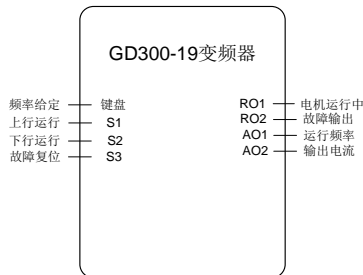 GD300-19变频器
频率给定 键盘 RO1 电机运行中
上行运行 S1 RO2 故障输出
下行运行 S2 AO1 运行频率
故障复位 S3 AO2 输出电流